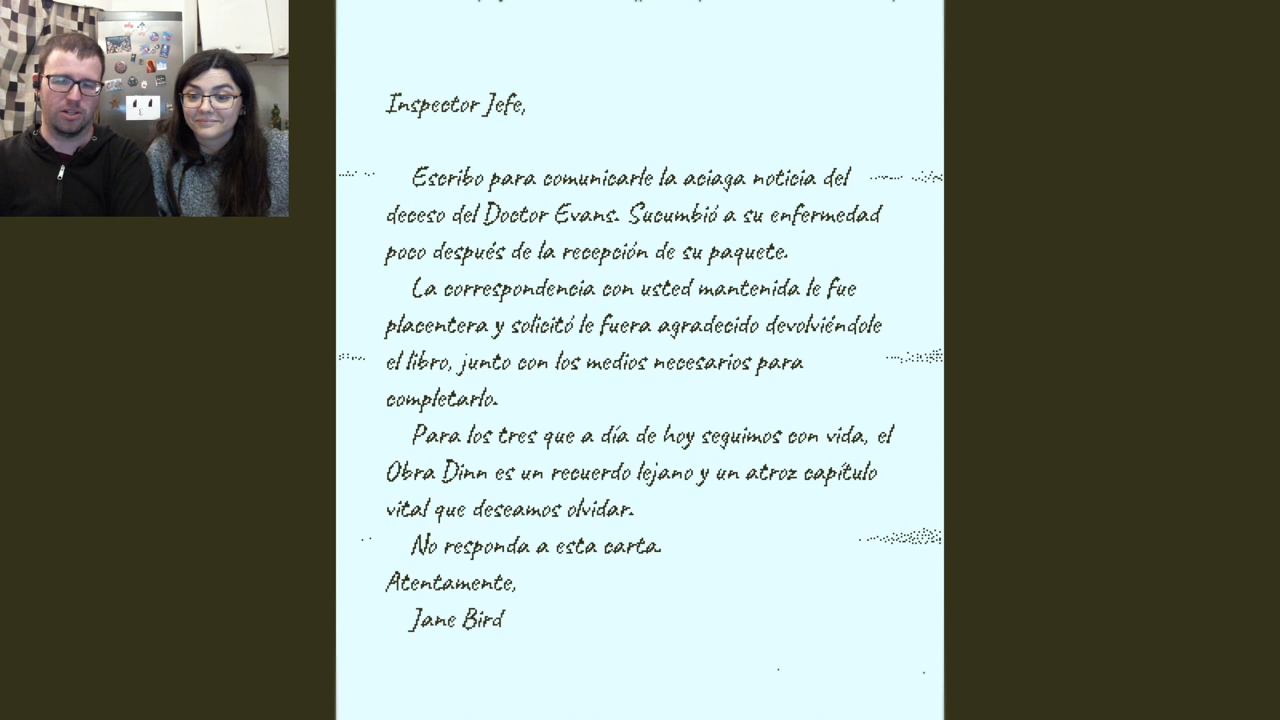 Inspector Jefe,
Escribo para comunicarle la aciaga noticia del
deceso del Doctor Evans. Sucumbió a su enfermedad
poco después de la recepción de su paquete.
La correspondencia con usted mantenida le fue
placentera y solicitó le fuera agradecido devolviéndole
el libro, junto con los medios necesarios para
completarlo.
Para los tres que a día de hoy seguimos con vida, el
Obra Dinn es un recuerdo lejano y un atroz capítulo
vital que deseamos olvidar.
No responda a esta carta.
Atentamente,
Jane Bird